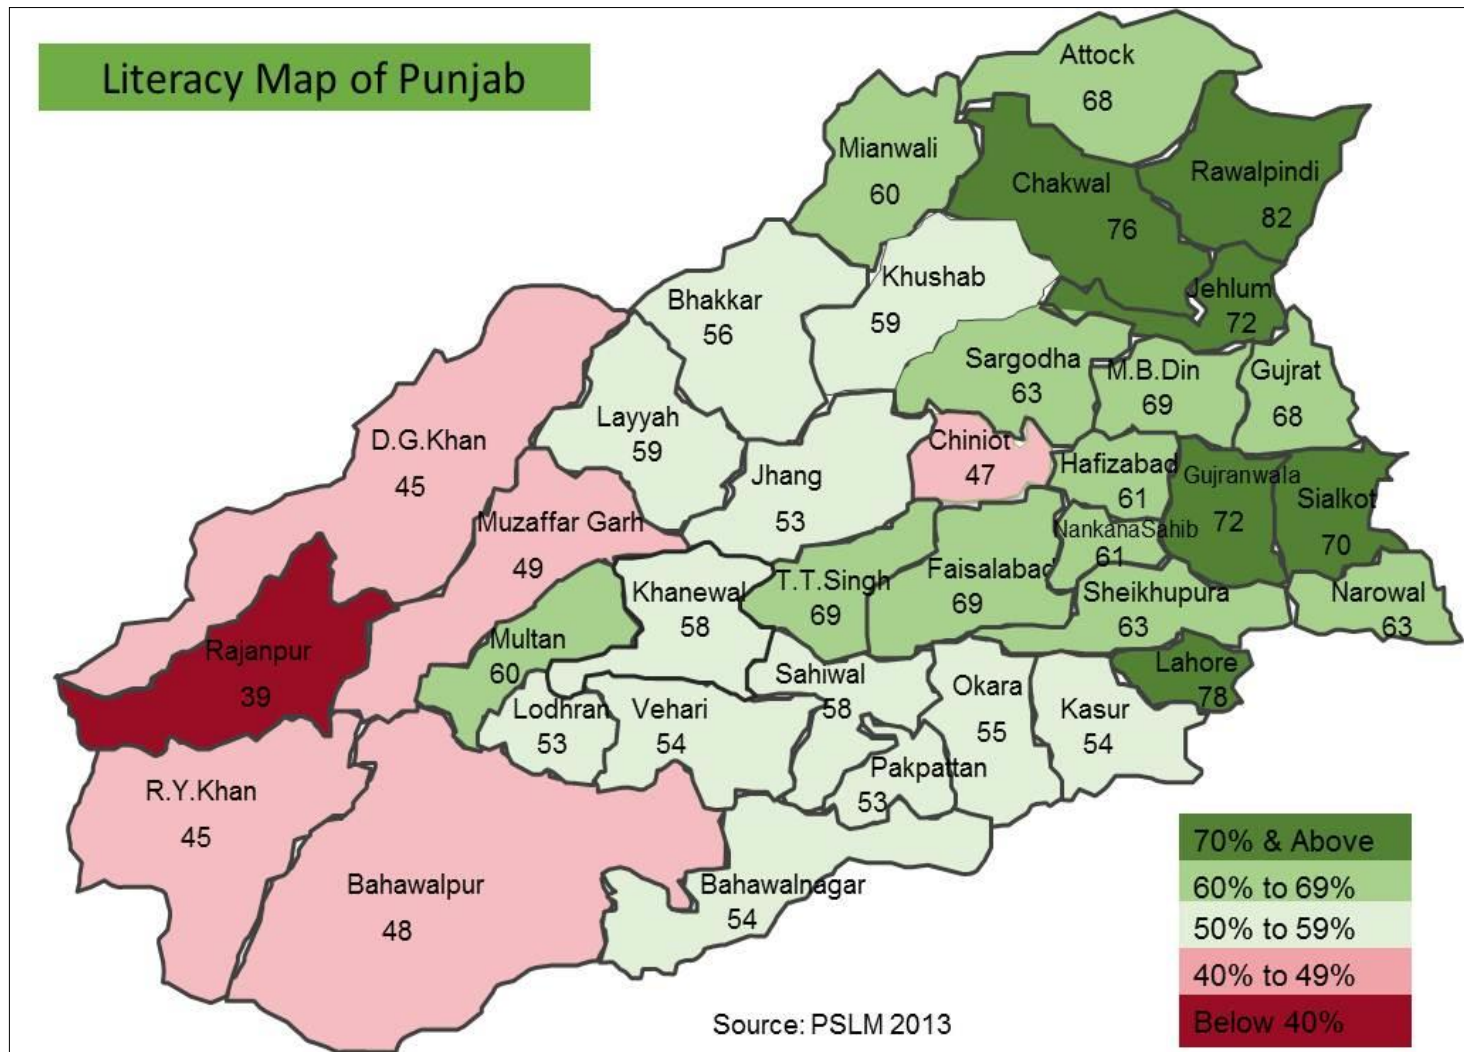 Literacy Map of Punjab
Attock
68
Mianwali
60
Chakwal
76
Rawalpindi
82
Khushab
59
Bhakkar
56
Jehlum
72
Sargodha
63
M.B.Din
69
Gujrat
68
Layyah
59
D.G.Khan
45
Chiniot
47
Jhang
53
Hafizabad
61
Gujranwala
72
Sialkot
70
Muzaffar Garh
49
NankanaSahib
61
Faisalabad
69
T.T.Singh
69
Khanewal
58
Sheikhupura
63
Narowal
63
Multan
60
Rajanpur
39
Lahore
78
Sahiwal
58
Okara
55
Kasur
54
Lodhran
53
Vehari
54
Pakpattan
53
R.Y.Khan
45
Bahawalpur
48
Bahawalnagar
54
70% & Above
60% to 69%
50% to 59%
40% to 49%
Below 40%
Source: PSLM 2013